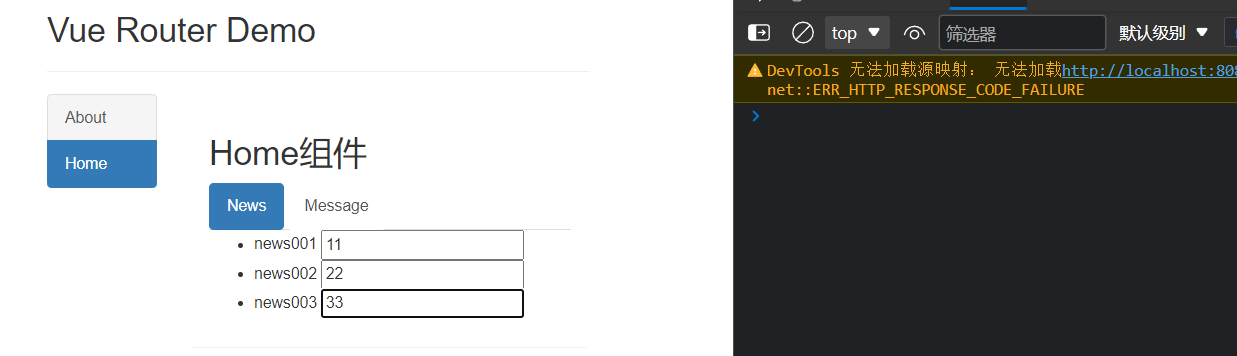 Vue Router Demo
About
Home
Home组件
News Message
news001 11
news002 22
news003 33
top 筛选器 默认级别
DevTools 无法加载源映射： 无法加载http://localhost:808
net::ERR_HTTP_RESPONSE_CODE_FAILURE